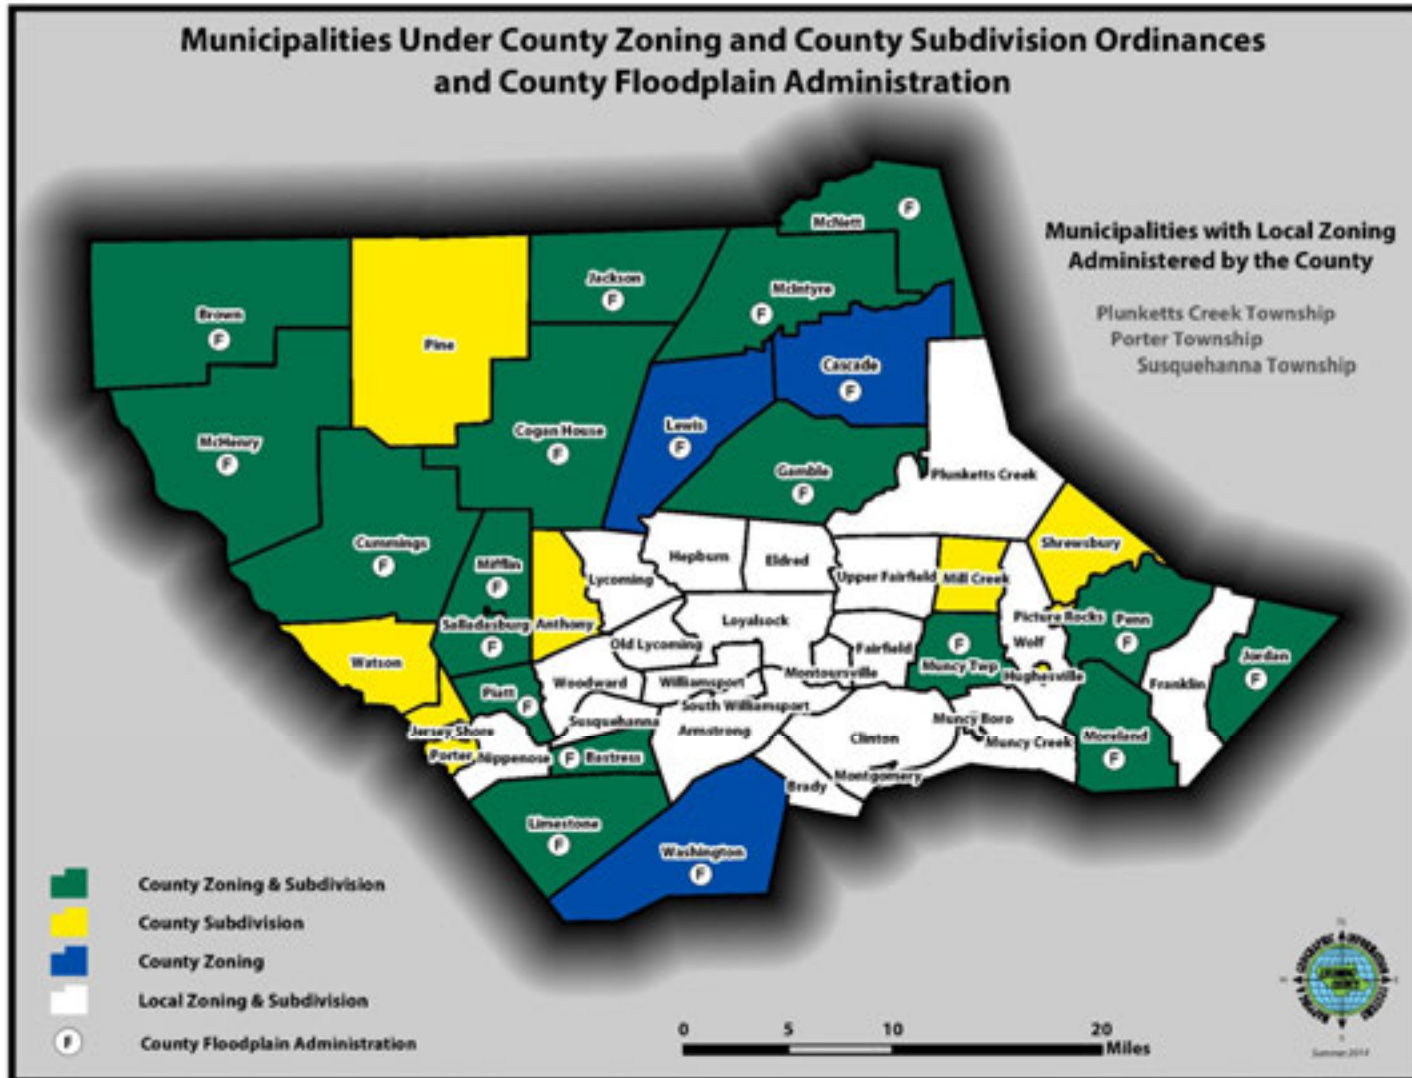 Municipalities Under County Zoning and County Subdivision Ordinances
and County Floodplain Administration
Municipalities with Local Zoning
Administered by the County
Plunketts Creek Township
Porter Township
Susquehanna Township
McNett
F
Jackson
F
McIntyre
F
Brown
F
Pine
Cascade
F
Lewis
F
McHenry
F
Cogan House
F
Gamble
F
Plunketts Creek
Cummings
F
Mifflin
F
Lycoming
Hepburn
Eldred
Upper Fairfield
Mill Creek
Shrewsbury
Salladasburg
F
Anthony
Loyalsock
Picture Rocks
Penn
F
Old Lycoming
Fairfield
F
Muncy Twp
Wolf
Watson
Jordan
F
Piatt
F
Woodward
Williamsport
Montoursville
Hughesville
Franklin
Susquehanna
South Williamsport
Jersey Shore
Porter
Nippenose
F
Bastress
Armstrong
Clinton
Muncy Boro
Muncy Creek
Moreland
F
Montgomery
Brady
Limestone
F
Washington
F
County Zoning & Subdivision
County Subdivision
County Zoning
Local Zoning & Subdivision
F County Floodplain Administration
0 5 10 20
Miles
Summer 2014